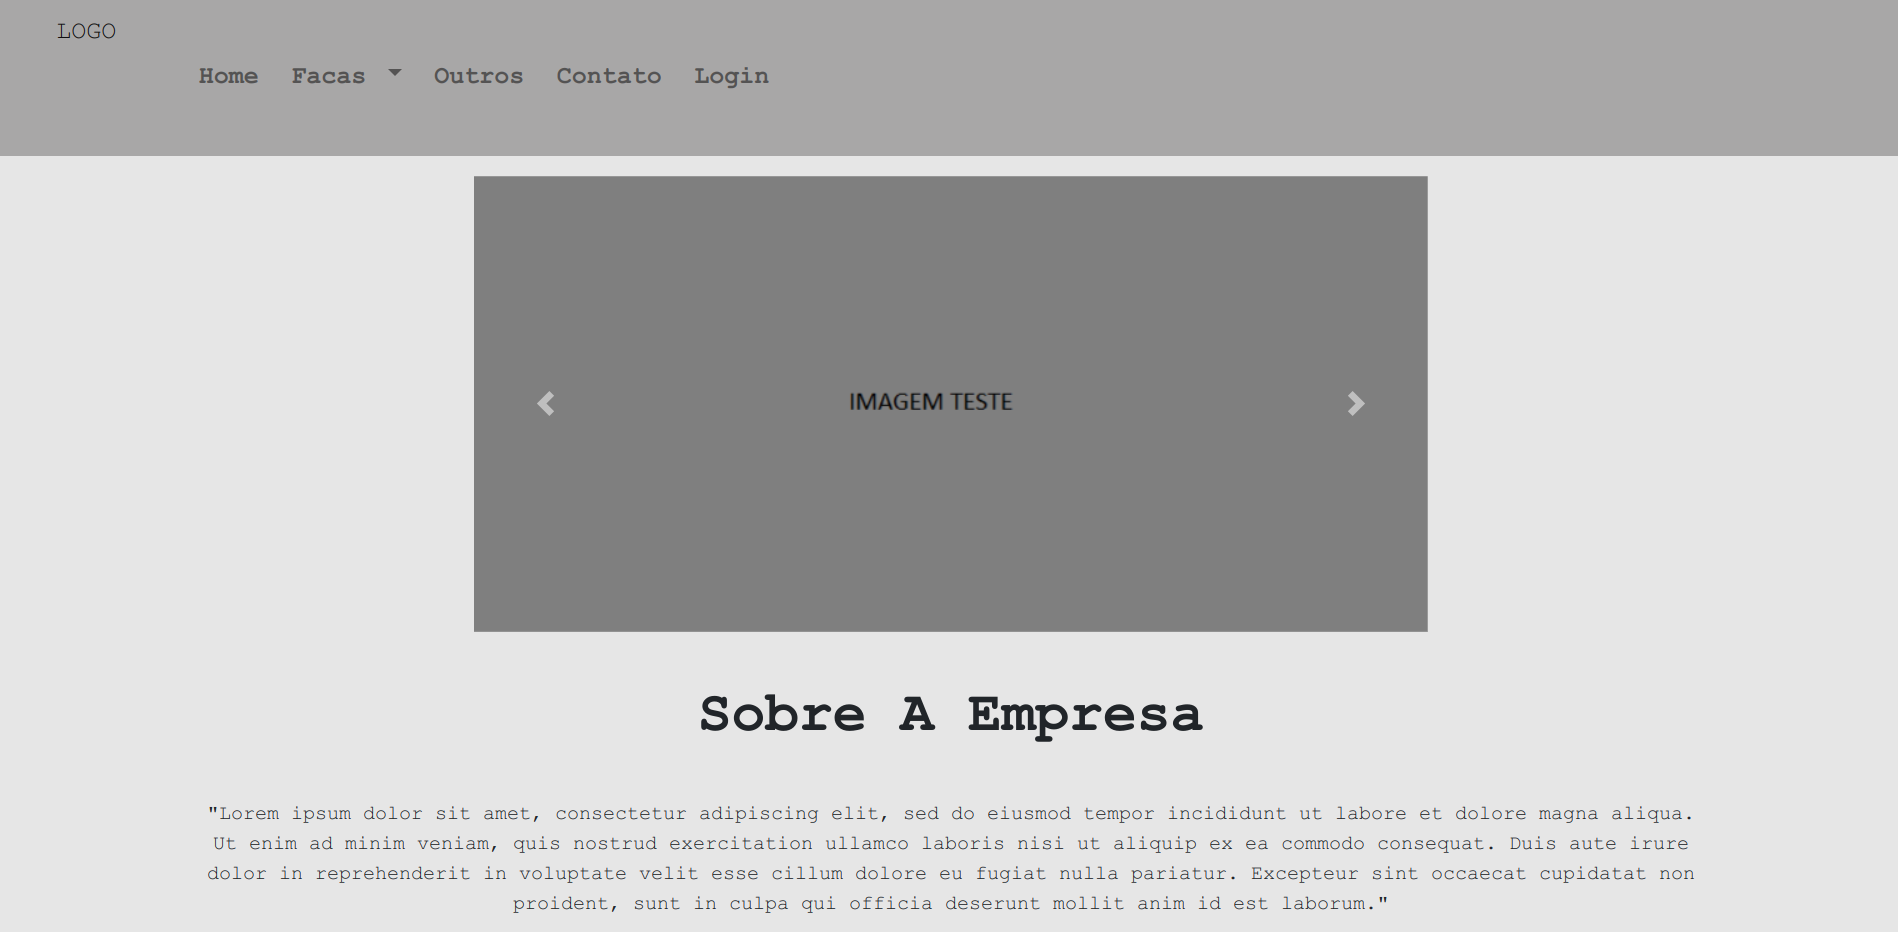 LOGO
Home Facas Outros Contato Login
IMAGEM TESTE
Sobre A Empresa
"Lorem ipsum dolor sit amet, consectetur adipiscing elit, sed do eiusmod tempor incididunt ut labore et dolore magna aliqua.
Ut enim ad minim veniam, quis nostrud exercitation ullamco laboris nisi ut aliquip ex ea commodo consequat. Duis aute irure
dolor in reprehenderit in voluptate velit esse cillum dolore eu fugiat nulla pariatur. Excepteur sint occaecat cupidatat non
proident, sunt in culpa qui officia deserunt mollit anim id est laborum."